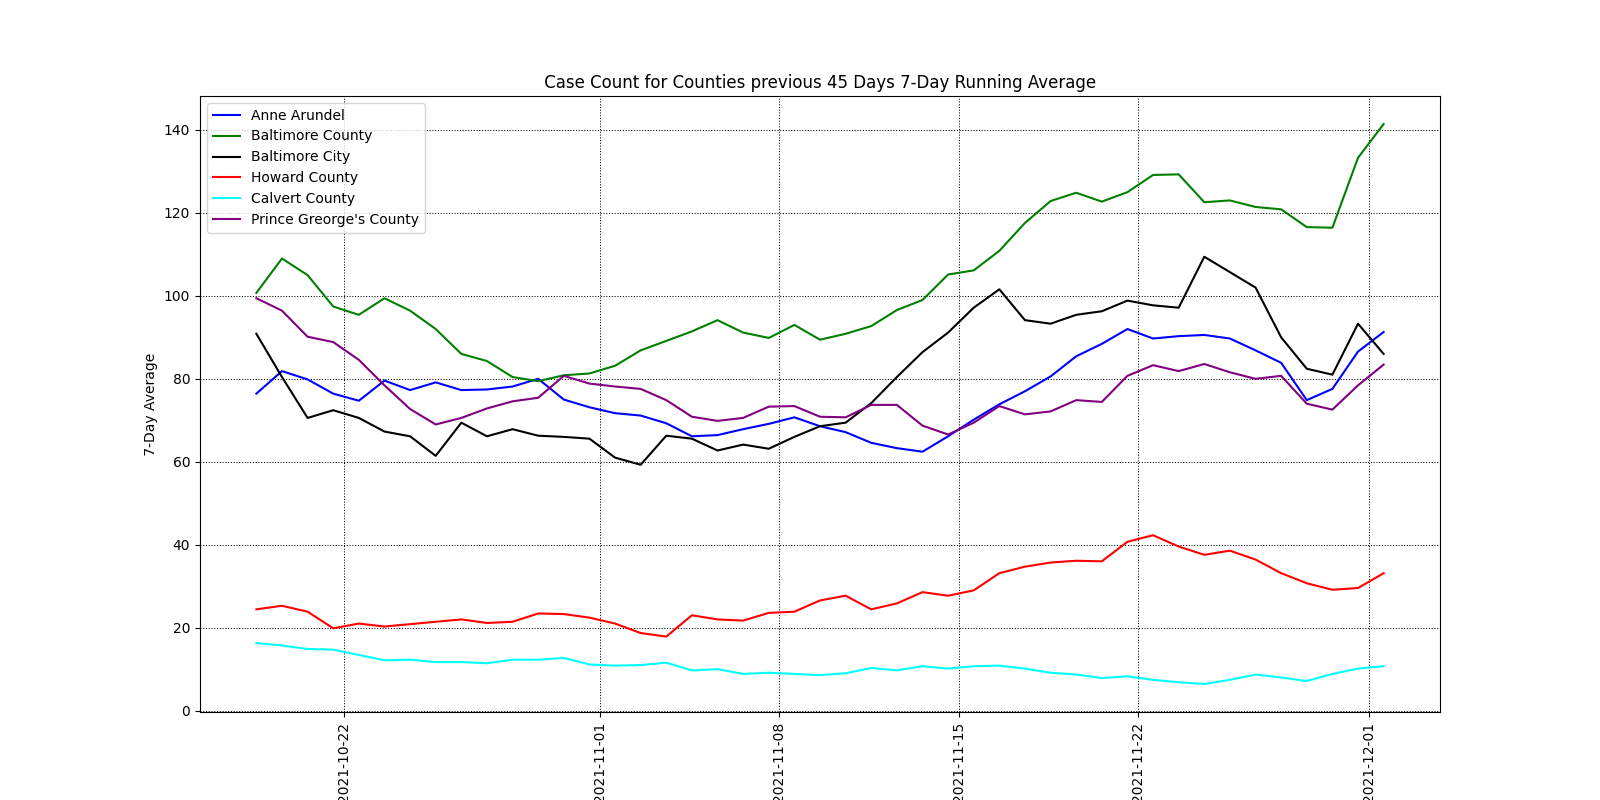 Case Count for Counties previous 45 Days 7-Day Running Average
Anne Arundel
Baltimore County
Baltimore City
Howard County
Calvert County
Prince Greorge's County
7-Day Average
140
120
100
80
60
40
20
0
2021-10-22
2021-11-01
2021-11-08
2021-11-15
2021-11-22
2021-12-01